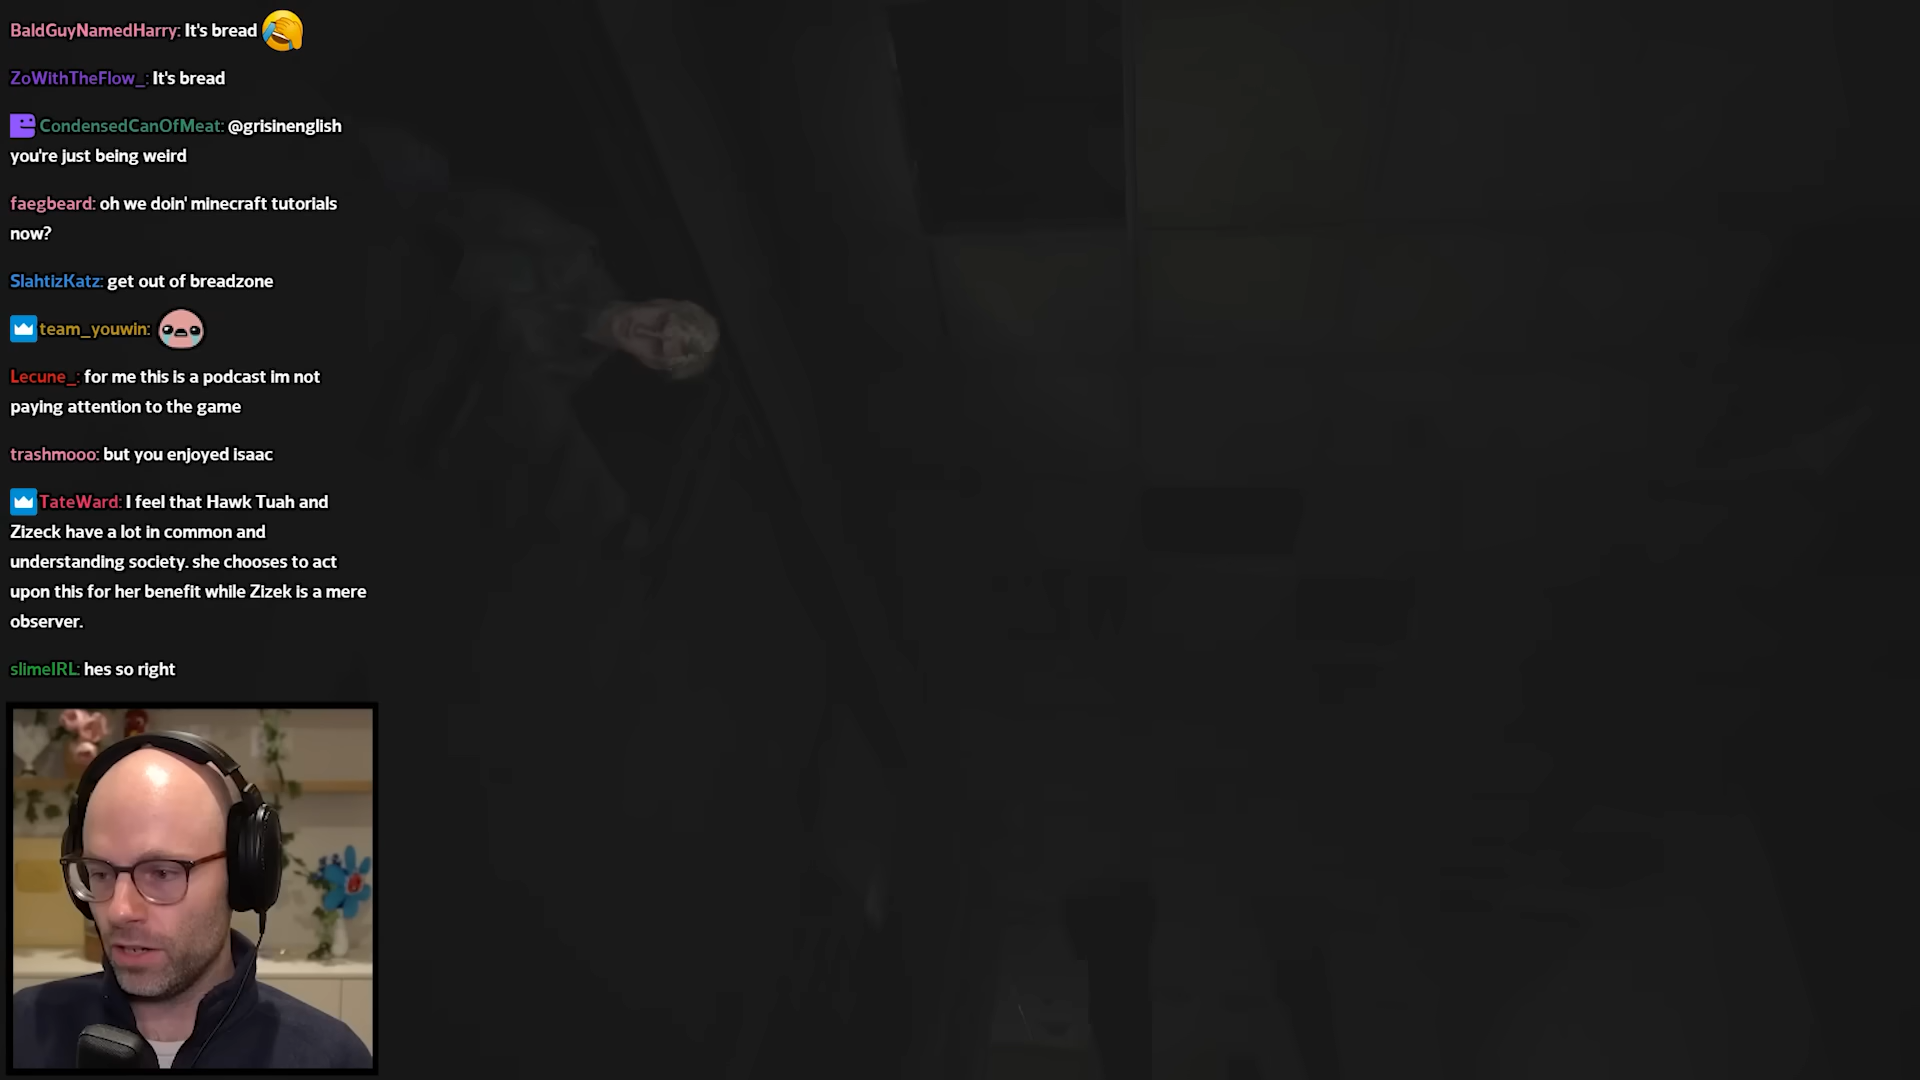 BaldGuyNamedHarry: It's bread
ZoWithTheFlow_: It's bread
CondensedCanOfMeat: @grisinenglish
you're just being weird
faegbeard: oh we doin' minecraft tutorials
now?
SlahtizKatz: get out of breadzone
team_youwin:
Lecune_: for me this is a podcast im not
paying attention to the game
trashmooo: but you enjoyed isaac
TateWard: I feel that Hawk Tuah and
Zizeck have a lot in common and
understanding society. she chooses to act
upon this for her benefit while Zizek is a mere
observer.
slimeIRL: hes so right